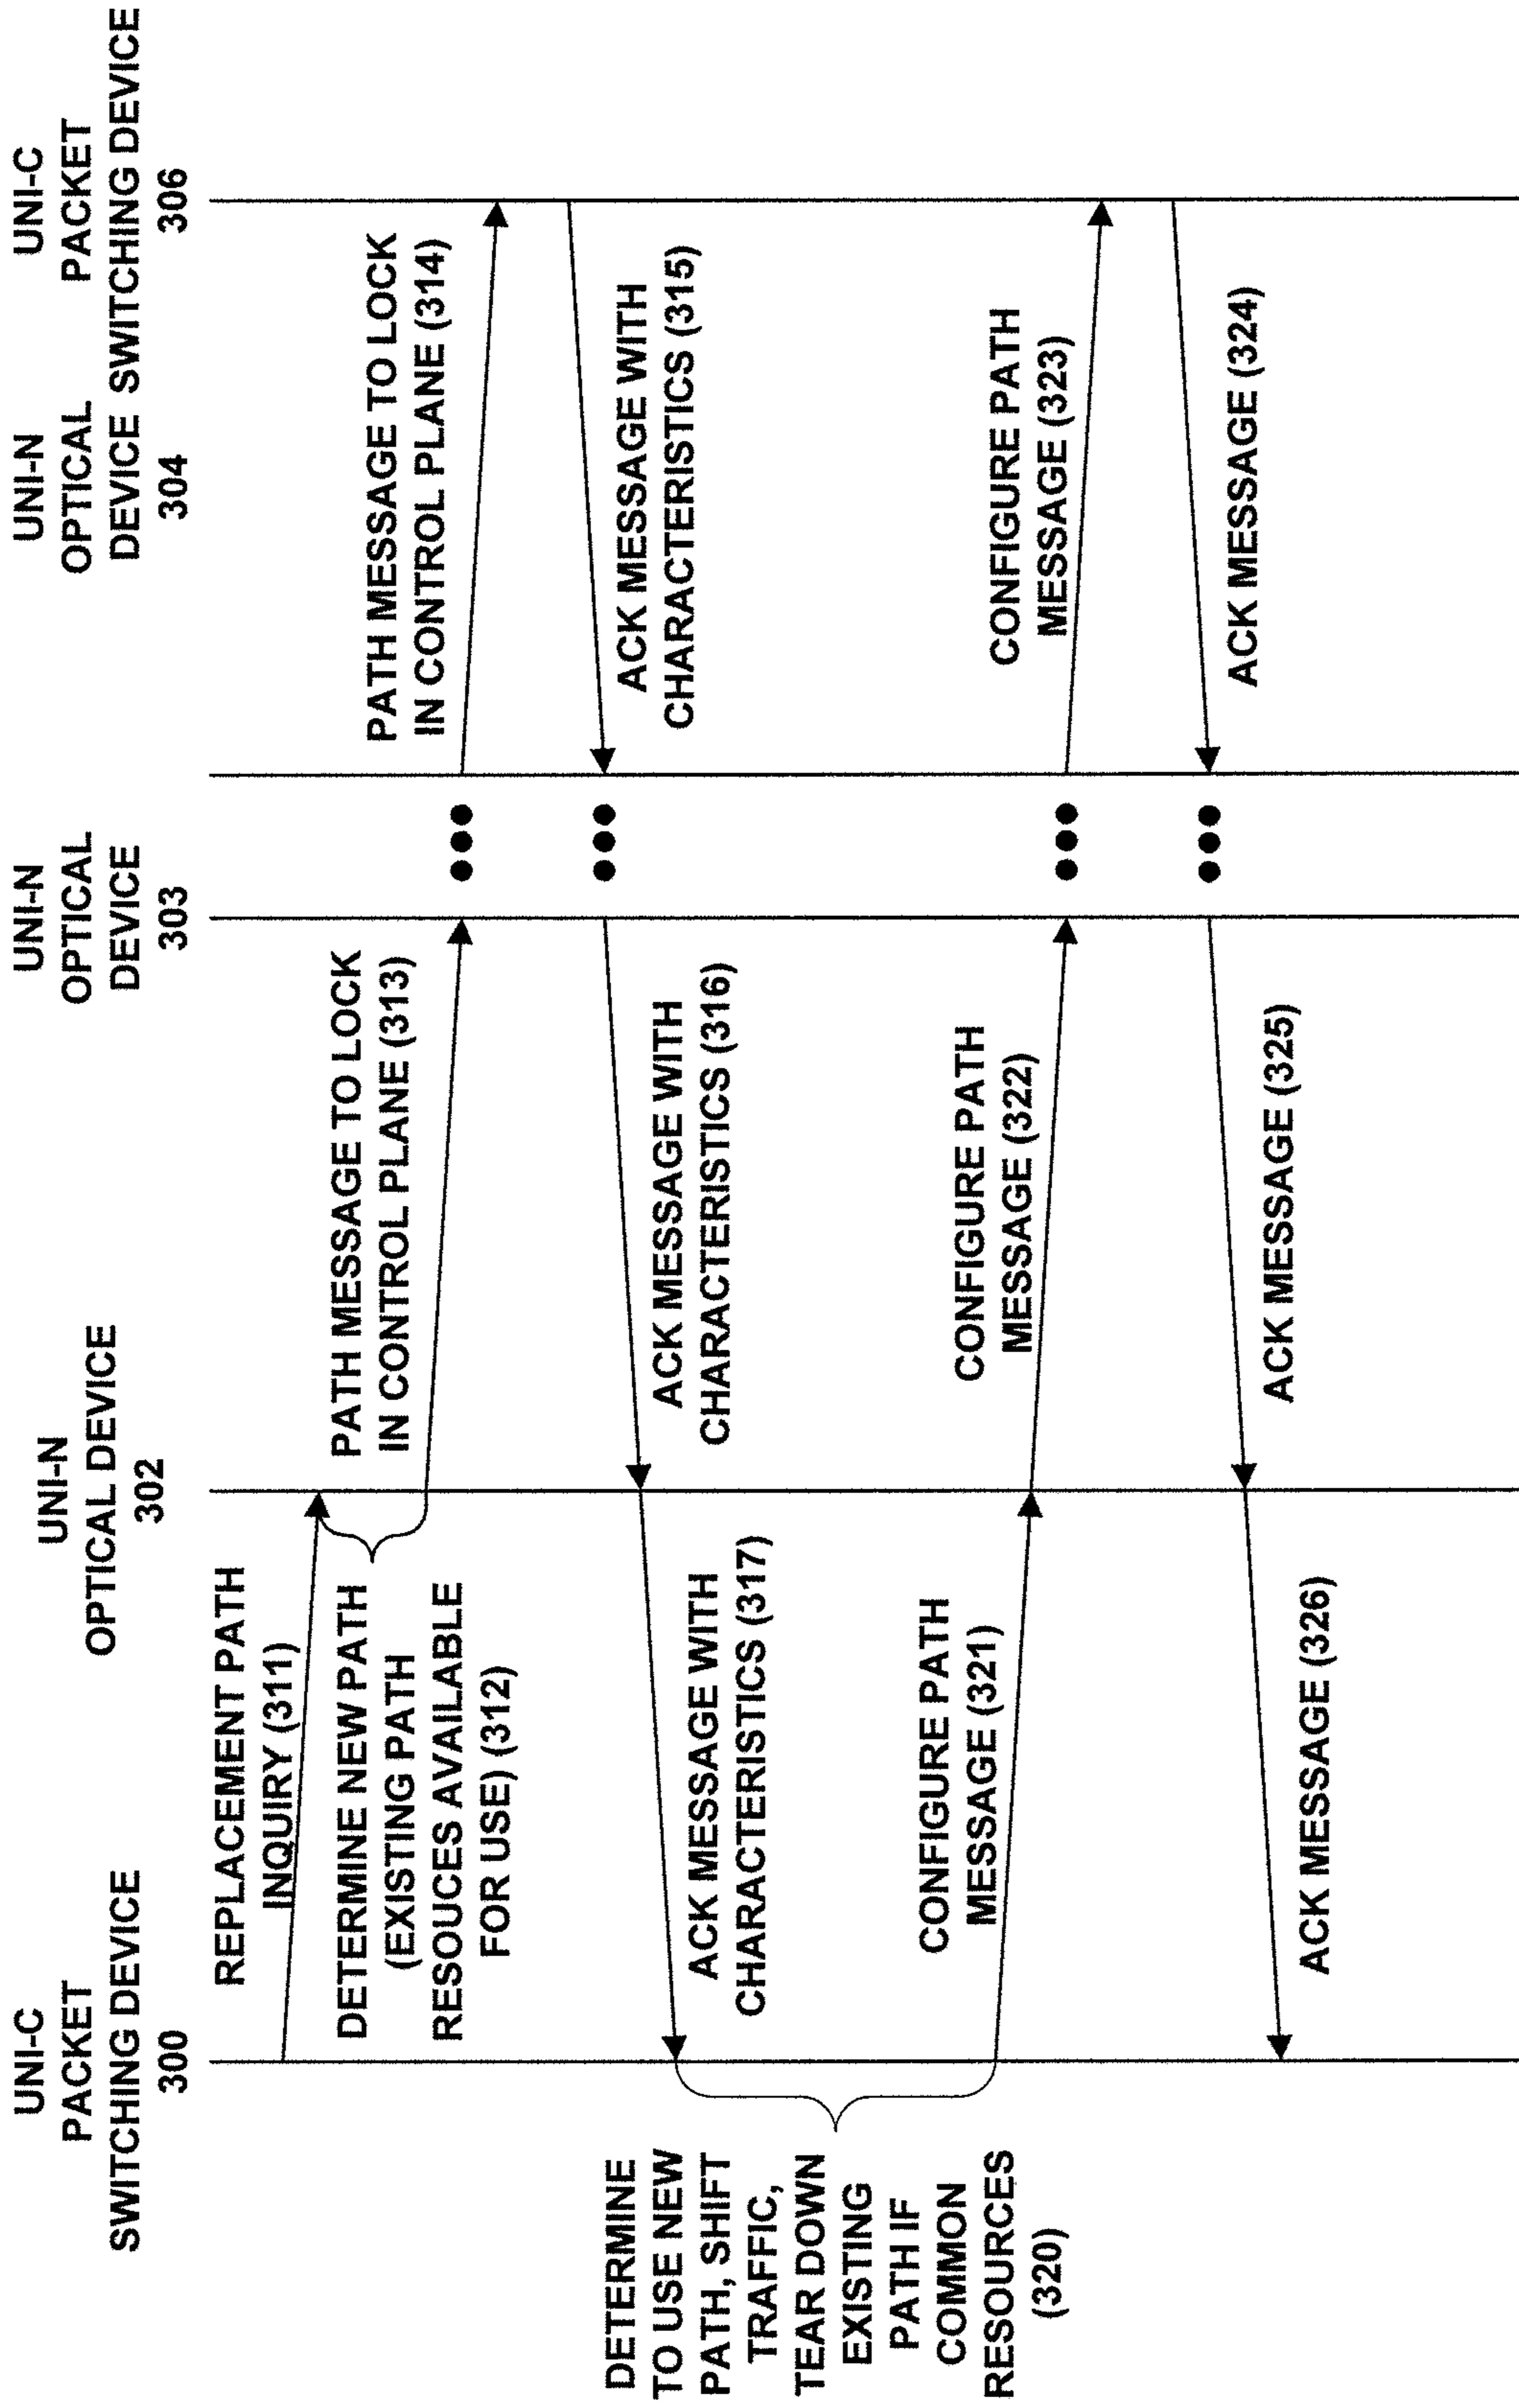 UNI-C
PACKET
SWITCHING DEVICE
300
UNI-N
OPTICAL DEVICE
302
UNI-N
OPTICAL
DEVICE
303
UNI-N
OPTICAL
DEVICE
304
UNI-C
PACKET
SWITCHING DEVICE
306
REPLACEMENT PATH
INQUIRY (311)
DETERMINE NEW PATH
(EXISTING PATH
RESOUCES AVAILABLE
FOR USE) (312)
PATH MESSAGE TO LOCK
IN CONTROL PLANE (313)
PATH MESSAGE TO LOCK
IN CONTROL PLANE (314)
ACK MESSAGE WITH
CHARACTERISTICS (315)
ACK MESSAGE WITH
CHARACTERISTICS (316)
ACK MESSAGE WITH
CHARACTERISTICS (317)
DETERMINE
TO USE NEW
PATH, SHIFT
TRAFFIC,
TEAR DOWN
EXISTING
PATH IF
COMMON
RESOURCES
(320)
CONFIGURE PATH
MESSAGE (321)
CONFIGURE PATH
MESSAGE (322)
CONFIGURE PATH
MESSAGE (323)
ACK MESSAGE (324)
ACK MESSAGE (325)
ACK MESSAGE (326)